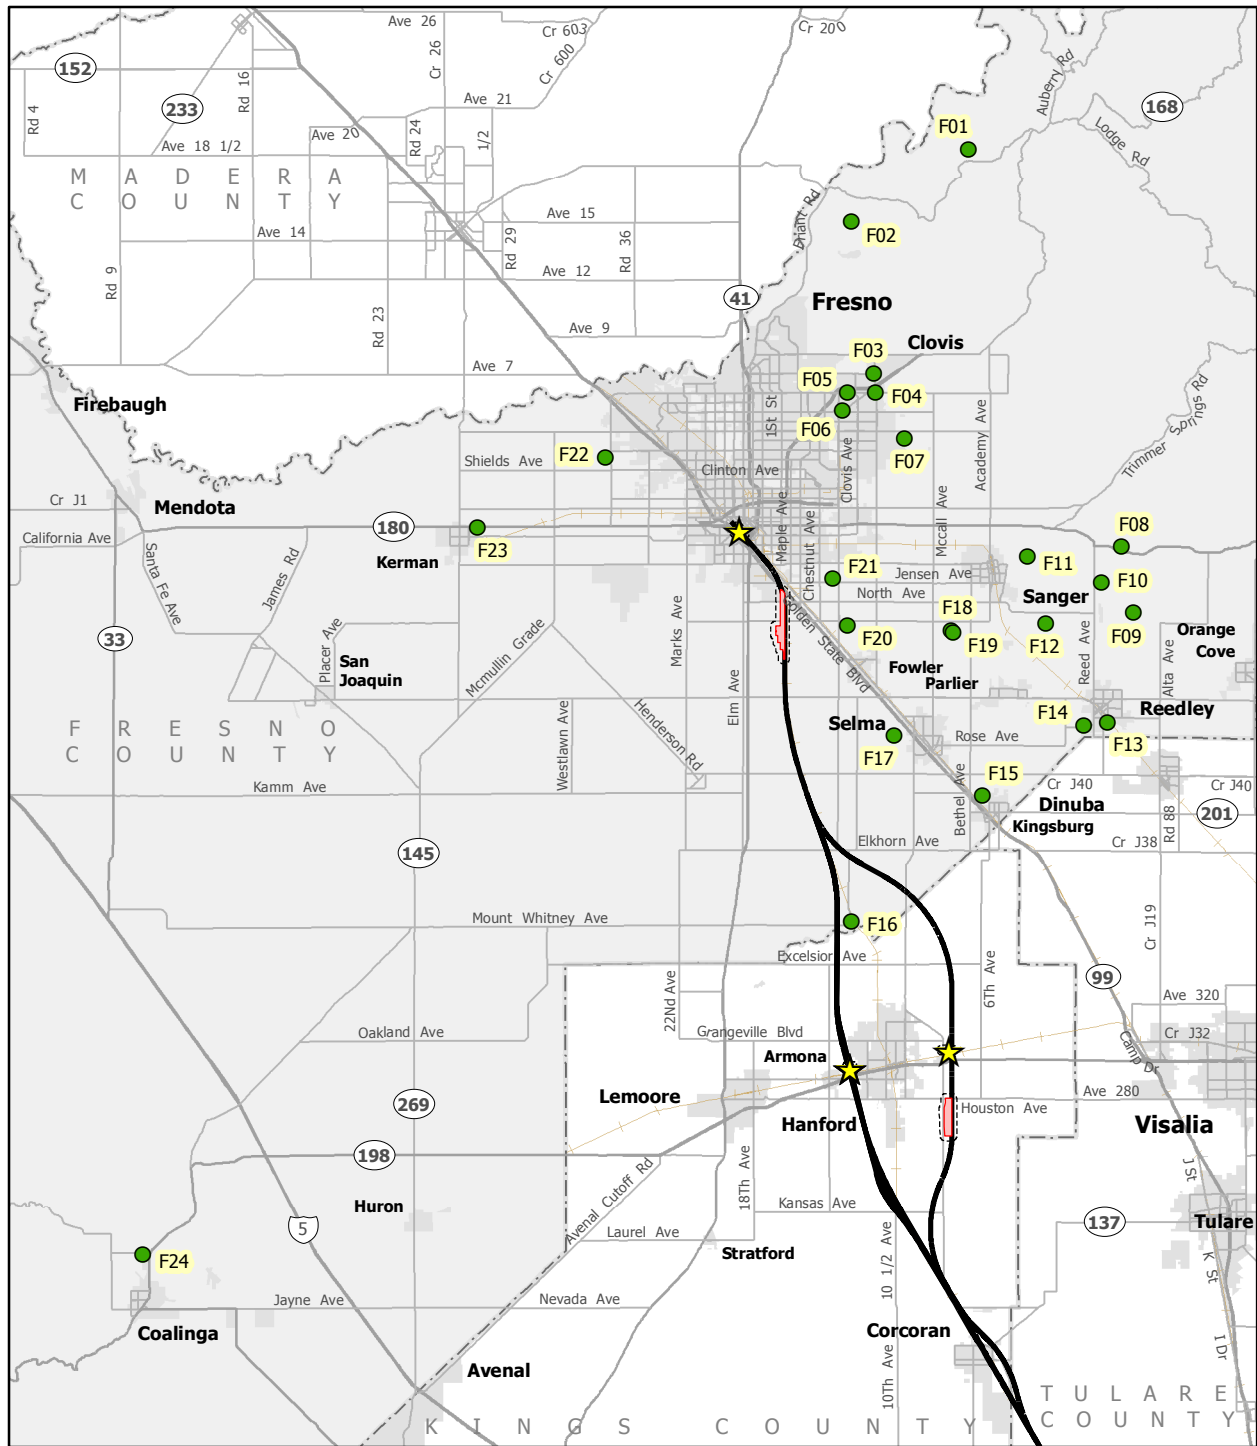 Ave 26
Cr 603
Cr 200
Cr 26
Cr 600
Auberry Rd
152
Rd 16
233
Ave 21
168
Rd 4
Rd 24
1/2
Ave 20
F01
Lodge Rd
Ave 18 1/2
MADERA
COUNTY
Ave 15
Friant Rd
F02
Ave 14
Rd 29
Rd 36
Rd 9
Ave 12
41
Fresno
Rd 23
Ave 9
Clovis
F03
Ave 7
F05
F04
Firebaugh
1St St
F06
Academy Ave
Trimmer Springs Rd
F07
Shields Ave
F22
Clinton Ave
Clovis Ave
Cr J1
Mendota
180
Maple Ave
Mccall Ave
F08
California Ave
F23
Kerman
Chestnut Ave
F11
Santa Fe Ave
James Rd
F21
Jensen Ave
F10
North Ave
Sanger
33
Marks Ave
Golden State Blvd
F18
F09
Placer Ave
Mcmullin Grade
F20
F19
F12
Reed Ave
Orange
Cove
San
Joaquin
Fowler
Parlier
Alta Ave
Elm Ave
Reedley
FRESNO
COUNTY
Westlawn Ave
Henderson Rd
Selma
F14
F13
F17
Rose Ave
Kamm Ave
F15
Cr J40
Cr J40
Bethel Ave
Dinuba
201
Kingsburg
Rd 88
145
Elkhorn Ave
Cr J38
Mount Whitney Ave
F16
Cr J19
Excelsior Ave
6Th Ave
99
22Nd Ave
Ave 320
Oakland Ave
Grangeville Blvd
Cr J32
Armona
Camp Dr
269
Lemoore
Ave 280
Hanford
Houston Ave
Visalia
198
Avenal Cutoff Rd
18Th Ave
J St
Huron
Kansas Ave
137
Tulare
5
Laurel Ave
Stratford
10 1/2 Ave
F24
K St
Jayne Ave
Nevada Ave
Coalinga
Corcoran
I Dr
Avenal
10Th Ave
TULARE
COUNTY
KINGS COUNTY